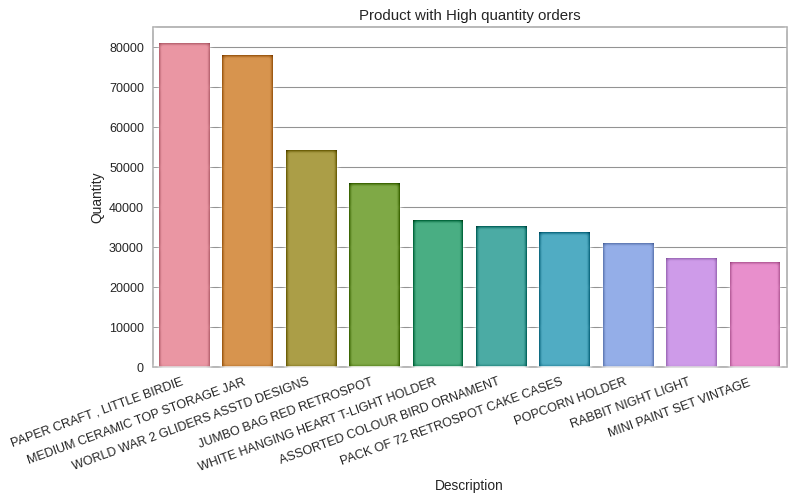 Product with High quantity orders
80000
70000
60000
50000
40000
30000
20000
10000
0
Quantity
PAPER CRAFT , LITTLE BIRDIE
MEDIUM CERAMIC TOP STORAGE JAR
WORLD WAR 2 GLIDERS ASSTD DESIGNS
JUMBO BAG RED RETROSPOT
WHITE HANGING HEART T-LIGHT HOLDER
ASSORTED COLOUR BIRD ORNAMENT
PACK OF 72 RETROSPOT CAKE CASES
POPCORN HOLDER
RABBIT NIGHT LIGHT
MINI PAINT SET VINTAGE
Description